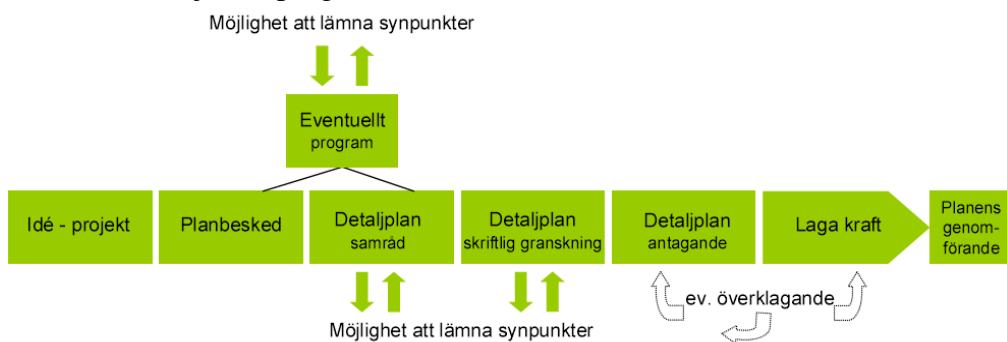 Möjlighet att lämna synpunkter
Eventuellt
program
Idé - projekt
Planbesked
Detaljplan
samråd
Detaljplan
skriftlig granskning
Detaljplan
antagande
Laga kraft
Planens
genom-
förande
Möjlighet att lämna synpunkter
ev. överklagande